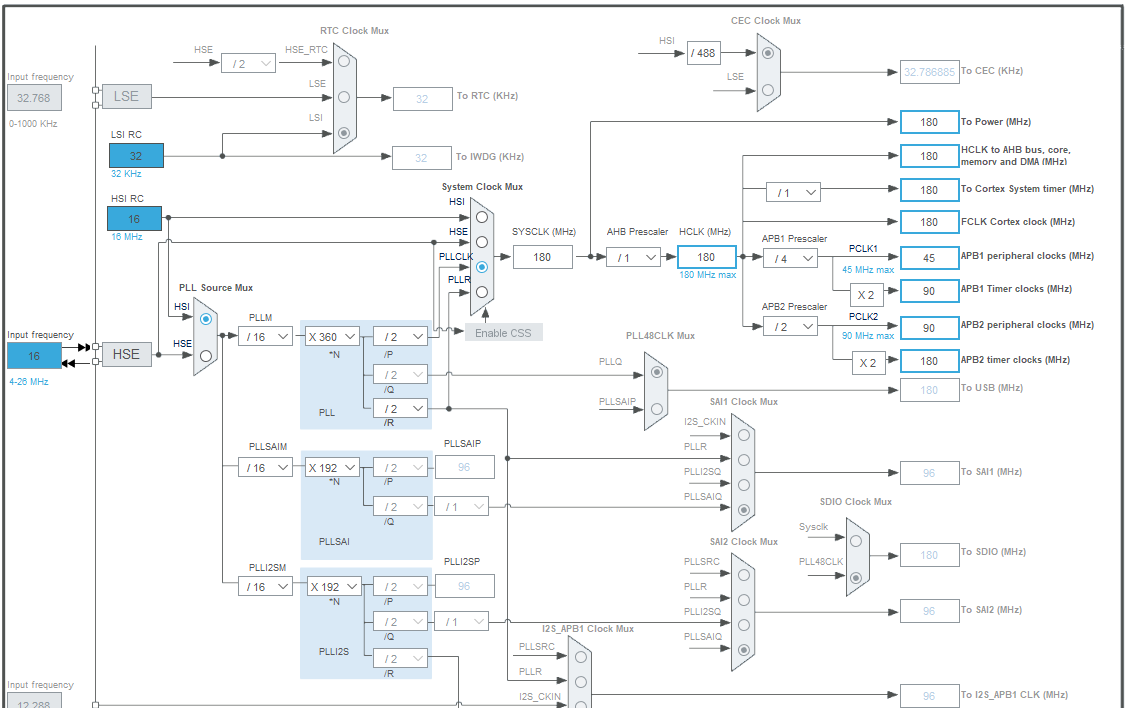 RTC Clock Mux
CEC Clock Mux
HSE
/ 2
HSE_RTC
HSI
/ 488
Input frequency
32.768
0-1000 KHz
LSE
LSE
LSE
32.786885
To CEC (KHz)
32
To RTC (KHz)
LSI
180
To Power (MHz)
LSI RC
32
32 KHz
32
To IWDG (KHz)
180
HCLK to AHB bus, core,
memory and DMA (MHz)
System Clock Mux
/ 1
180
To Cortex System timer (MHz)
HSI RC
16
16 MHz
HSI
HSE
PLLCLK
PLLR
SYSCLK (MHz)
180
AHB Prescaler
/ 1
HCLK (MHz)
180
180 MHz max
180
FCLK Cortex clock (MHz)
APB1 Prescaler
/ 4
PCLK1
45 MHz max
45
APB1 peripheral clocks (MHz)
X 2
90
APB1 Timer clocks (MHz)
APB2 Prescaler
/ 2
PCLK2
90 MHz max
90
APB2 peripheral clocks (MHz)
X 2
180
APB2 timer clocks (MHz)
PLL Source Mux
HSI
HSE
PLLM
/ 16
X 360
*N
/ 2
/P
/ 2
/Q
/ 2
/R
PLL
Enable CSS
Input frequency
16
4-26 MHz
HSE
PLL48CLK Mux
PLLQ
PLLSAIP
180
To USB (MHz)
SAI1 Clock Mux
I2S_CKIN
PLLR
PLLI2SQ
PLLSAIQ
96
To SAI1 (MHz)
PLLSAIM
/ 16
X 192
*N
/ 2
/P
PLLSAIP
96
/ 2
/Q
/ 1
PLLSAI
SDIO Clock Mux
Sysclk
PLL48CLK
180
To SDIO (MHz)
SAI2 Clock Mux
PLLSRC
PLLR
PLLI2SQ
PLLSAIQ
96
To SAI2 (MHz)
PLLI2SM
/ 16
X 192
*N
/ 2
/P
PLLI2SP
96
/ 2
/Q
/ 1
PLLI2S
/ 2
/R
I2S_APB1 Clock Mux
PLLSRC
PLLR
I2S_CKIN
96
To I2S_APB1 CLK (MHz)
Input frequency
12.288